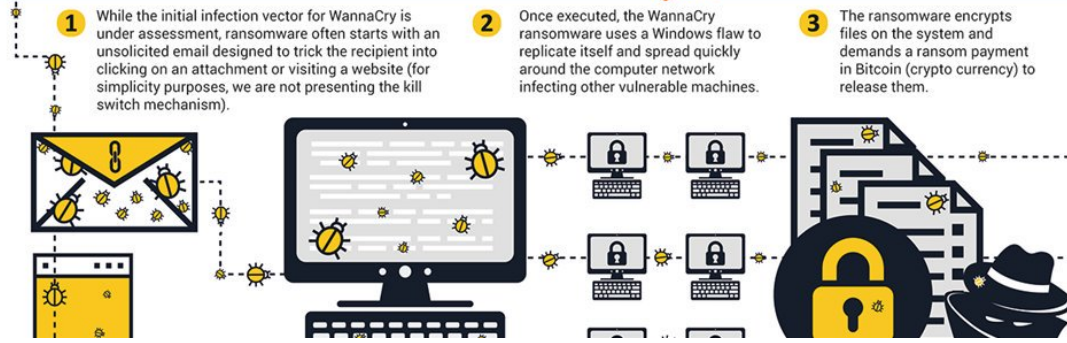 1
While the initial infection vector for WannaCry is
under assessment, ransomware often starts with an
unsolicited email designed to trick the recipient into
clicking on an attachment or visiting a website (for
simplicity purposes, we are not presenting the kill
switch mechanism).
2
Once executed, the WannaCry
ransomware uses a Windows flaw to
replicate itself and spread quickly
around the computer network
infecting other vulnerable machines.
3
The ransomware encrypts
files on the system and
demands a ransom payment
in Bitcoin (crypto currency) to
release them.